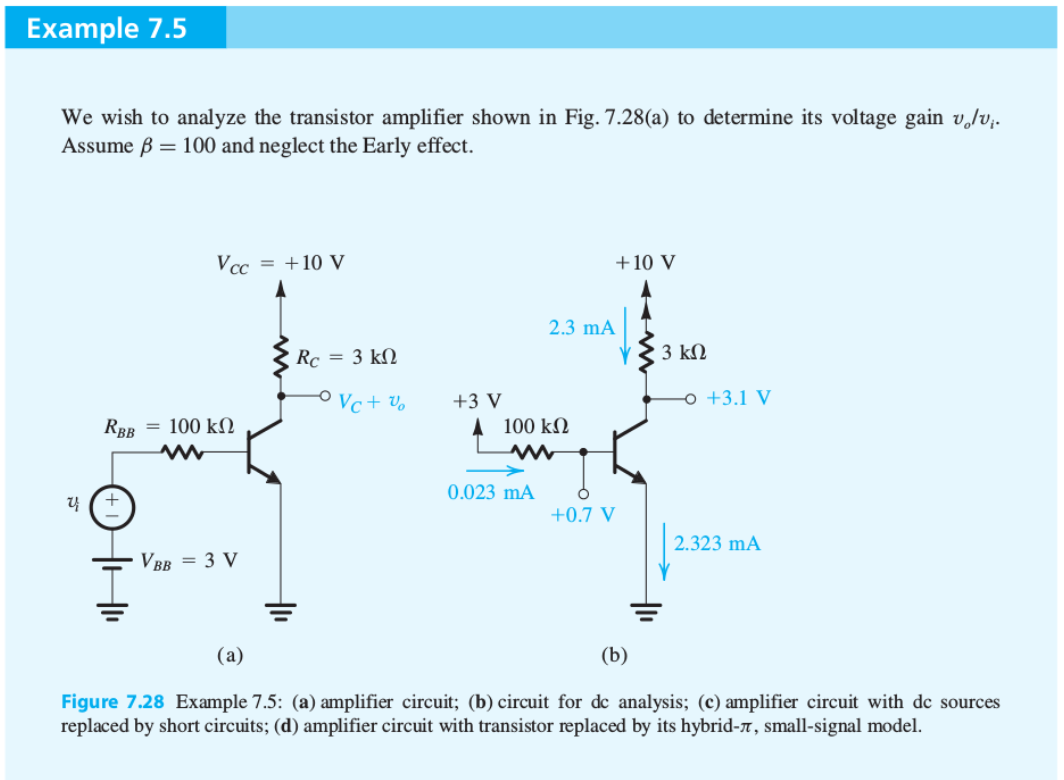 Example 7.5
We wish to analyze the transistor amplifier shown in Fig. 7.28(a) to determine its voltage gain vₒ/vᵢ.
Assume β = 100 and neglect the Early effect.
V_CC = +10 V
R_C = 3 kΩ
V_C + vₒ
R_BB = 100 kΩ
vᵢ
+
−
V_BB = 3 V
(a)
+10 V
2.3 mA
3 kΩ
+3.1 V
+3 V
100 kΩ
0.023 mA
+0.7 V
2.323 mA
(b)
Figure 7.28 Example 7.5: (a) amplifier circuit; (b) circuit for dc analysis; (c) amplifier circuit with dc sources
replaced by short circuits; (d) amplifier circuit with transistor replaced by its hybrid-π, small-signal model.